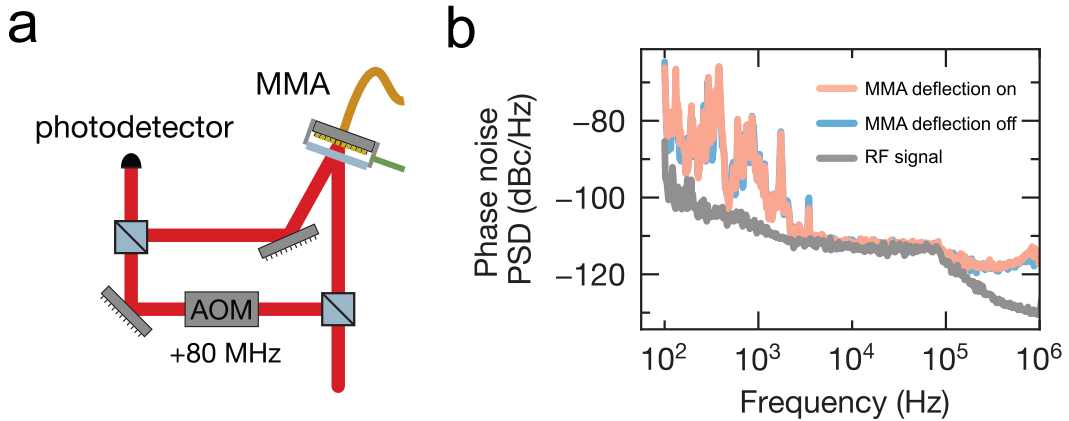 a
MMA
photodetector
AOM
+80 MHz
b
Phase noise
PSD (dBc/Hz)
−80
−100
−120
MMA deflection on
MMA deflection off
RF signal
10²
10³
10⁴
10⁵
10⁶
Frequency (Hz)